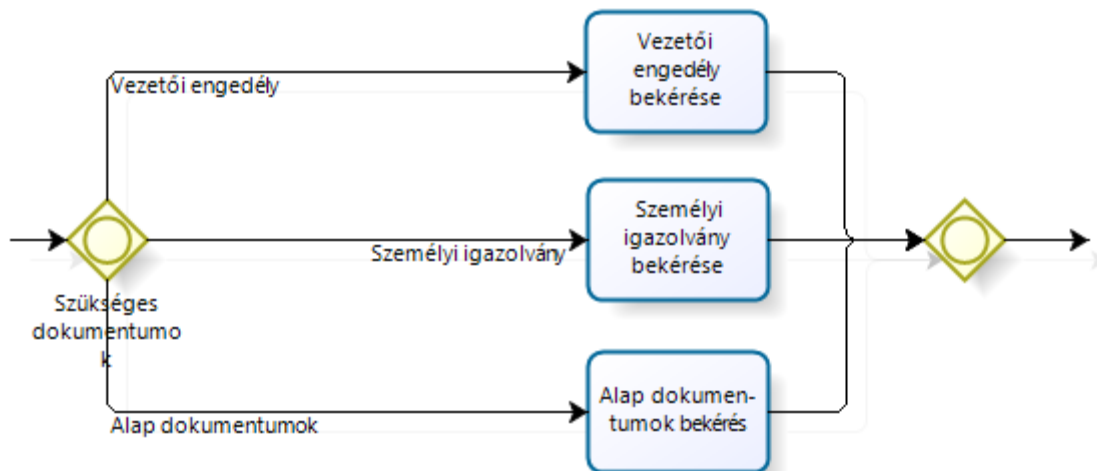 Vezetői
engedély
bekérése
Vezetői engedély
Személyi
igazolvány
bekérése
Személyi igazolvány
Szükséges
dokumentumo
k
Alap dokumen-
tumok bekérés
Alap dokumentumok